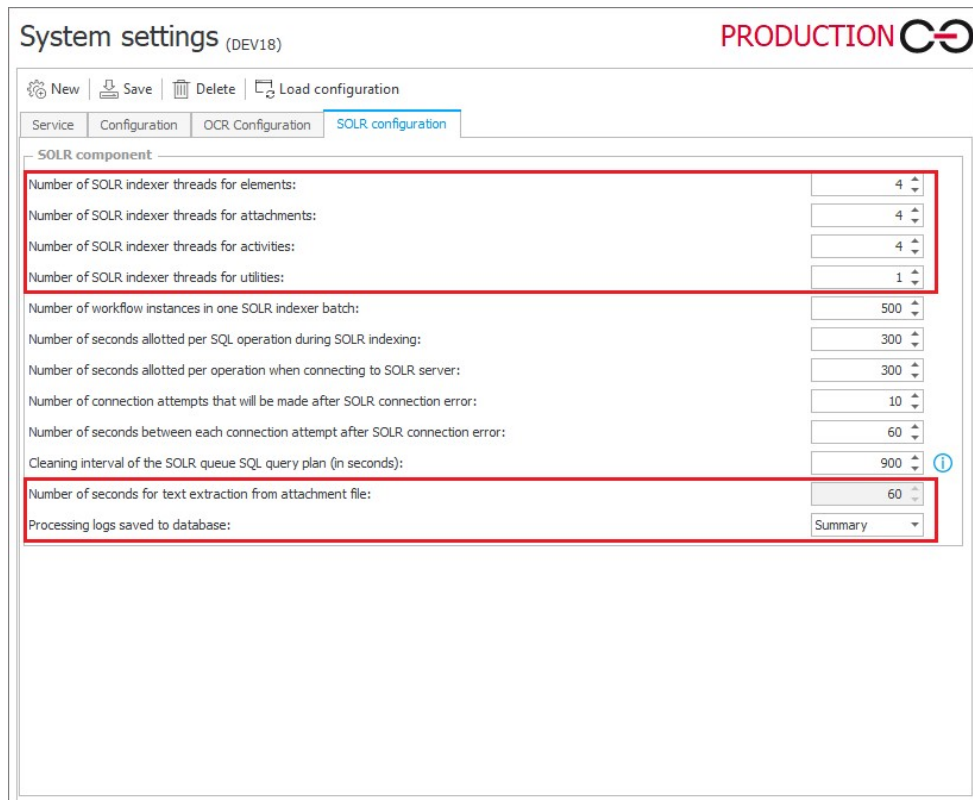 System settings (DEV18)
PRODUCTION
New Save Delete Load configuration
Service Configuration OCR Configuration SOLR configuration
SOLR component
Number of SOLR indexer threads for elements: 4
Number of SOLR indexer threads for attachments: 4
Number of SOLR indexer threads for activities: 4
Number of SOLR indexer threads for utilities: 1
Number of workflow instances in one SOLR indexer batch: 500
Number of seconds allotted per SQL operation during SOLR indexing: 300
Number of seconds allotted per operation when connecting to SOLR server: 300
Number of connection attempts that will be made after SOLR connection error: 10
Number of seconds between each connection attempt after SOLR connection error: 60
Cleaning interval of the SOLR queue SQL query plan (in seconds): 900
Number of seconds for text extraction from attachment file: 60
Processing logs saved to database: Summary